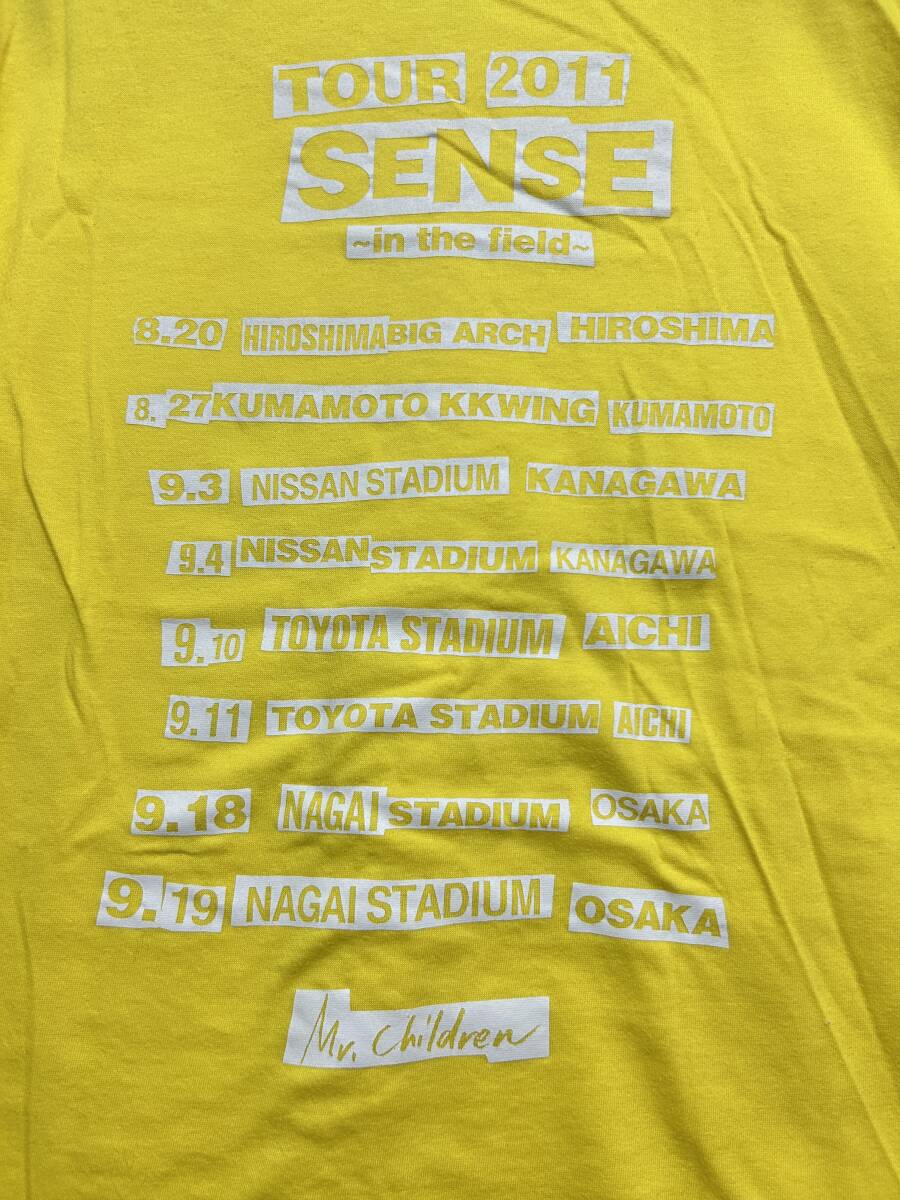 TOUR 2011
SENSE
~in the field~
8.20 HIROSHIMA BIG ARCH HIROSHIMA
8.27 KUMAMOTO KKWING KUMAMOTO
9.3 NISSAN STADIUM KANAGAWA
9.4 NISSAN STADIUM KANAGAWA
9.10 TOYOTA STADIUM AICHI
9.11 TOYOTA STADIUM AICHI
9.18 NAGAI STADIUM OSAKA
9.19 NAGAI STADIUM OSAKA
Mr. Children